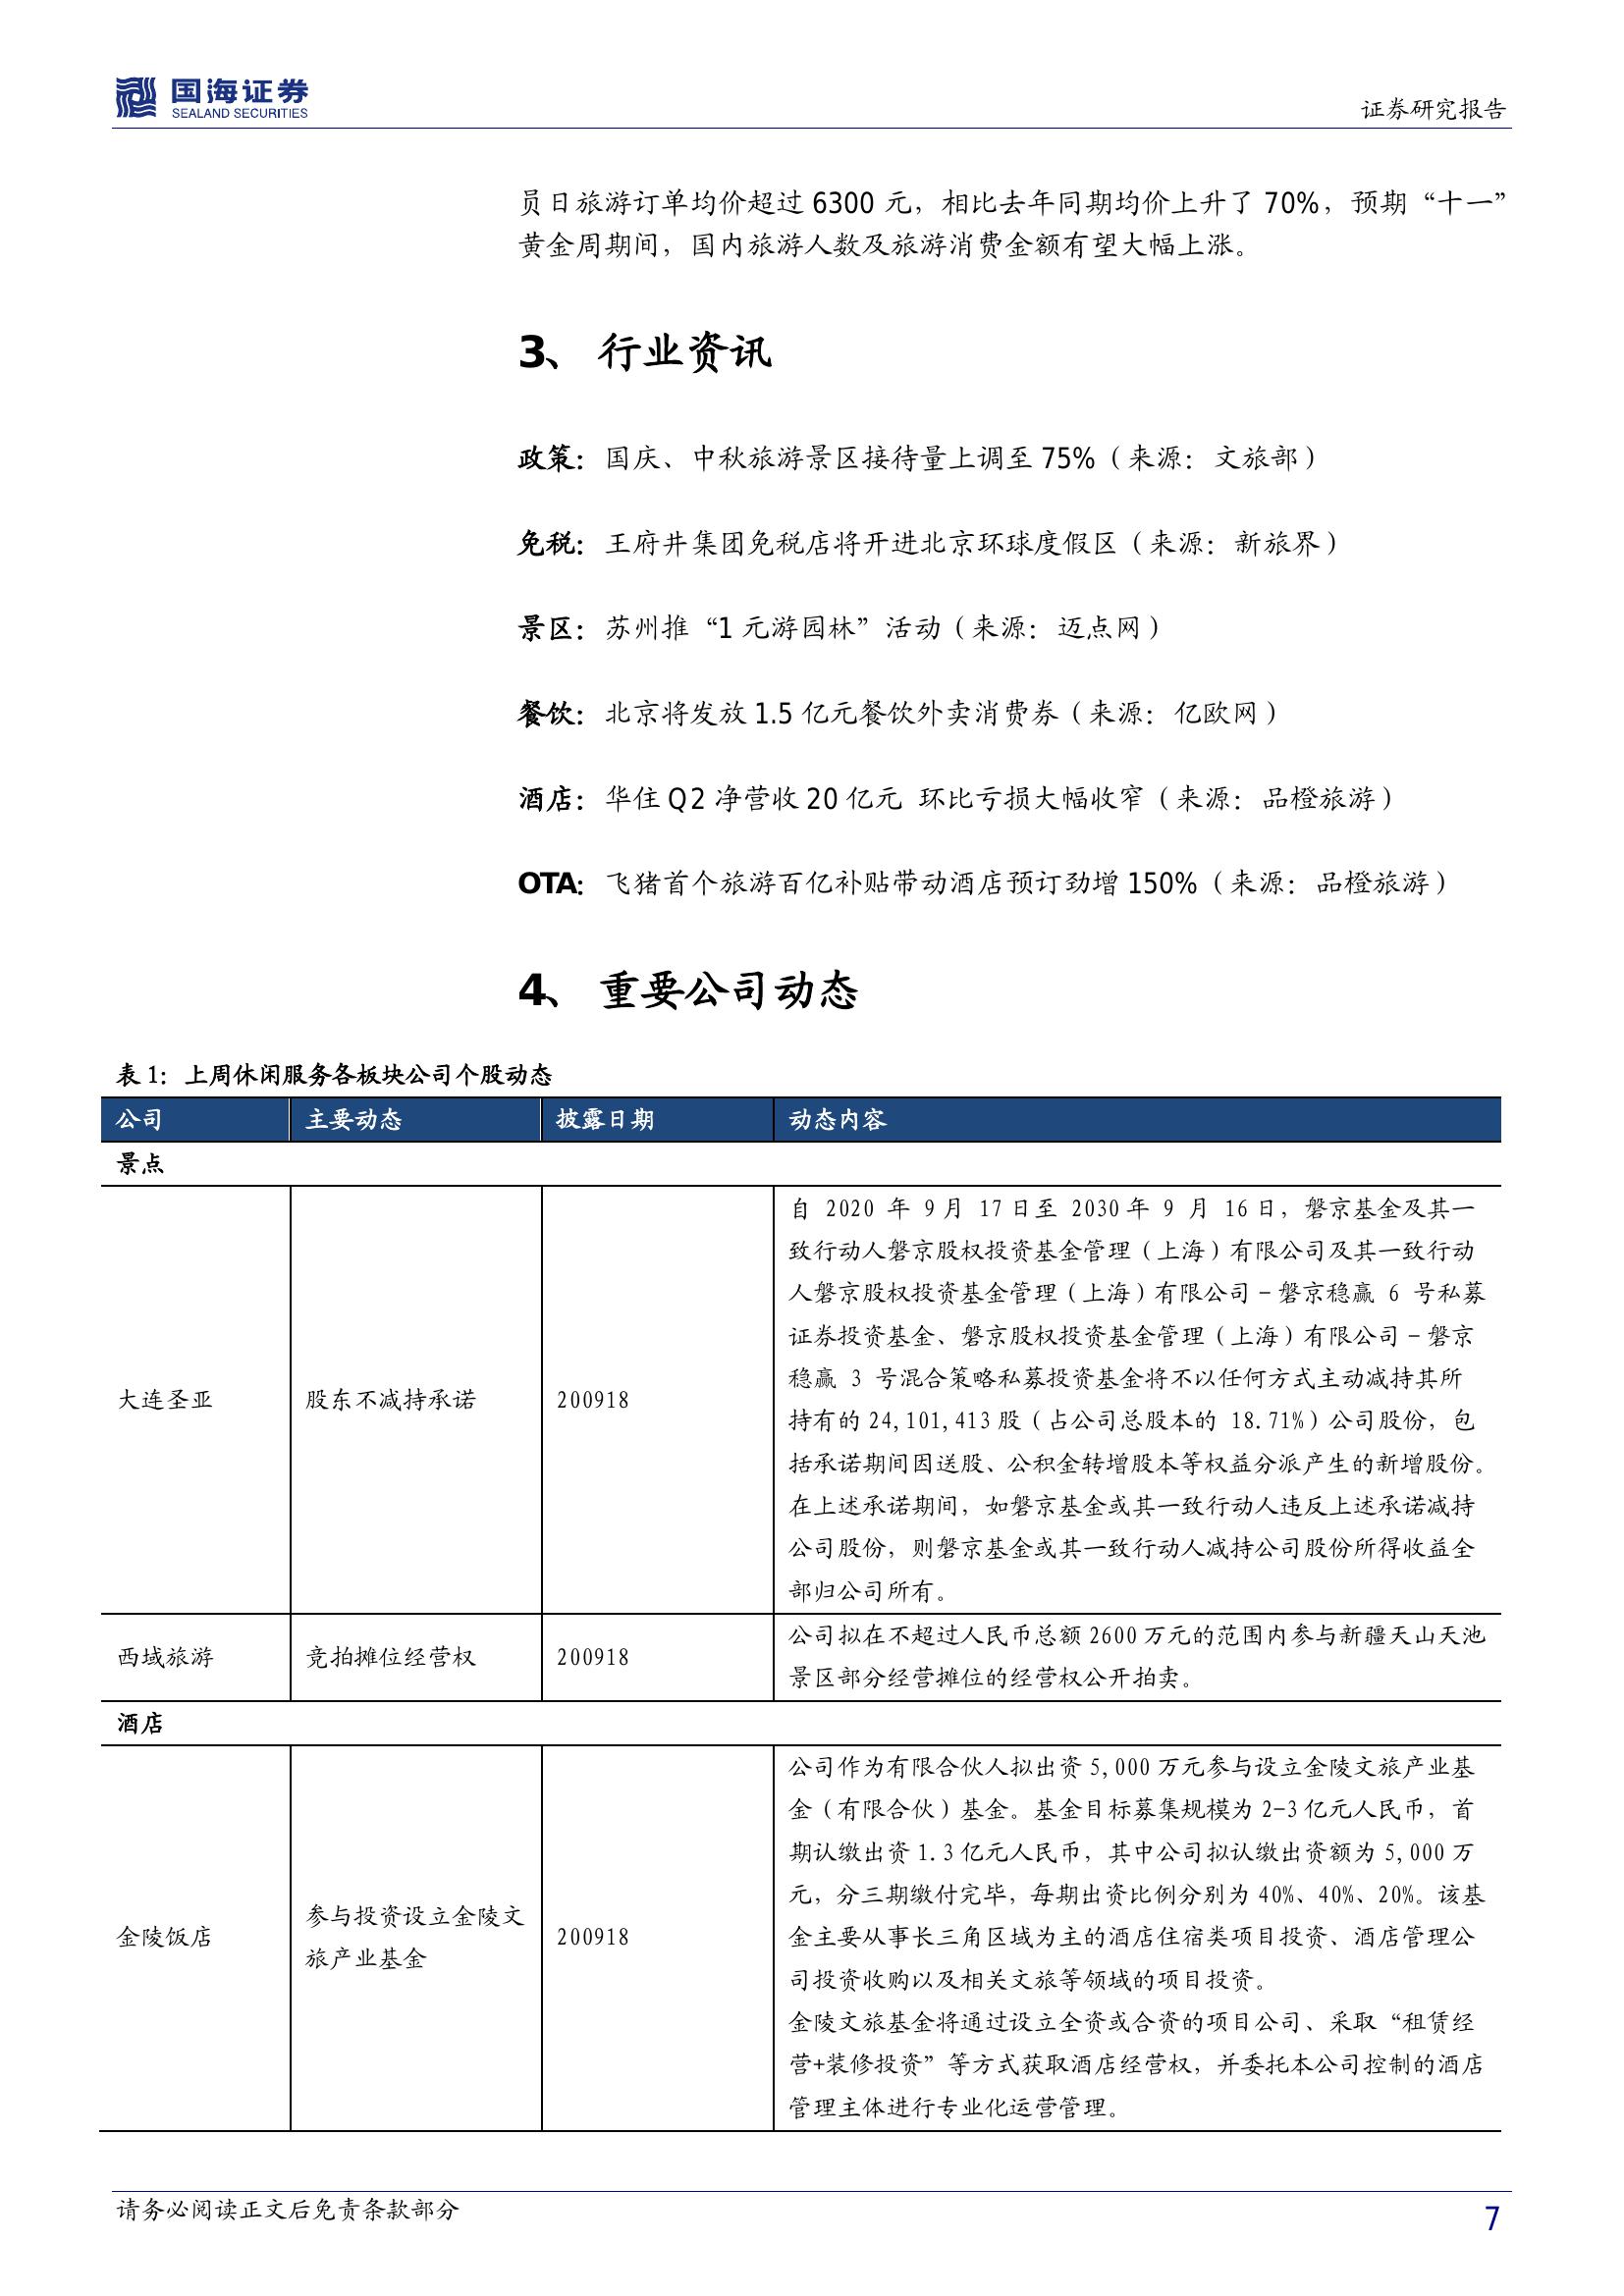 国海证券
SEALAND SECURITIES
证券研究报告
员日旅游订单均价超过 6300 元，相比去年同期均价上升了 70%，预期“十一”
黄金周期间，国内旅游人数及旅游消费金额有望大幅上涨。
3、 行业资讯
政策：国庆、中秋旅游景区接待量上调至 75%（来源：文旅部）
免税：王府井集团免税店将开进北京环球度假区（来源：新旅界）
景区：苏州推“1 元游园林”活动（来源：迈点网）
餐饮：北京将发放 1.5 亿元餐饮外卖消费券（来源：亿欧网）
酒店：华住 Q2 净营收 20 亿元 环比亏损大幅收窄（来源：品橙旅游）
OTA：飞猪首个旅游百亿补贴带动酒店预订劲增 150%（来源：品橙旅游）
4、 重要公司动态
表 1：上周休闲服务各板块公司个股动态
公司 主要动态 披露日期 动态内容
景点
大连圣亚 股东不减持承诺 200918
自 2020 年 9 月 17 日至 2030 年 9 月 16 日，磐京基金及其一
致行动人磐京股权投资基金管理（上海）有限公司及其一致行动
人磐京股权投资基金管理（上海）有限公司－磐京稳赢 6 号私募
证券投资基金、磐京股权投资基金管理（上海）有限公司－磐京
稳赢 3 号混合策略私募投资基金将不以任何方式主动减持其所
持有的 24,101,413 股（占公司总股本的 18.71%）公司股份，包
括承诺期间因送股、公积金转增股本等权益分派产生的新增股份。
在上述承诺期间，如磐京基金或其一致行动人违反上述承诺减持
公司股份，则磐京基金或其一致行动人减持公司股份所得收益全
部归公司所有。
西域旅游 竞拍摊位经营权 200918
公司拟在不超过人民币总额 2600 万元的范围内参与新疆天山天池
景区部分经营摊位的经营权公开拍卖。
酒店
金陵饭店
参与投资设立金陵文
旅产业基金
200918
公司作为有限合伙人拟出资 5,000 万元参与设立金陵文旅产业基
金（有限合伙）基金。基金目标募集规模为 2-3 亿元人民币，首
期认缴出资 1.3 亿元人民币，其中公司拟认缴出资额为 5,000 万
元，分三期缴付完毕，每期出资比例分别为 40%、40%、20%。该基
金主要从事长三角区域为主的酒店住宿类项目投资、酒店管理公
司投资收购以及相关文旅等领域的项目投资。
金陵文旅基金将通过设立全资或合资的项目公司、采取“租赁经
营+装修投资”等方式获取酒店经营权，并委托本公司控制的酒店
管理主体进行专业化运营管理。
请务必阅读正文后免责条款部分
7